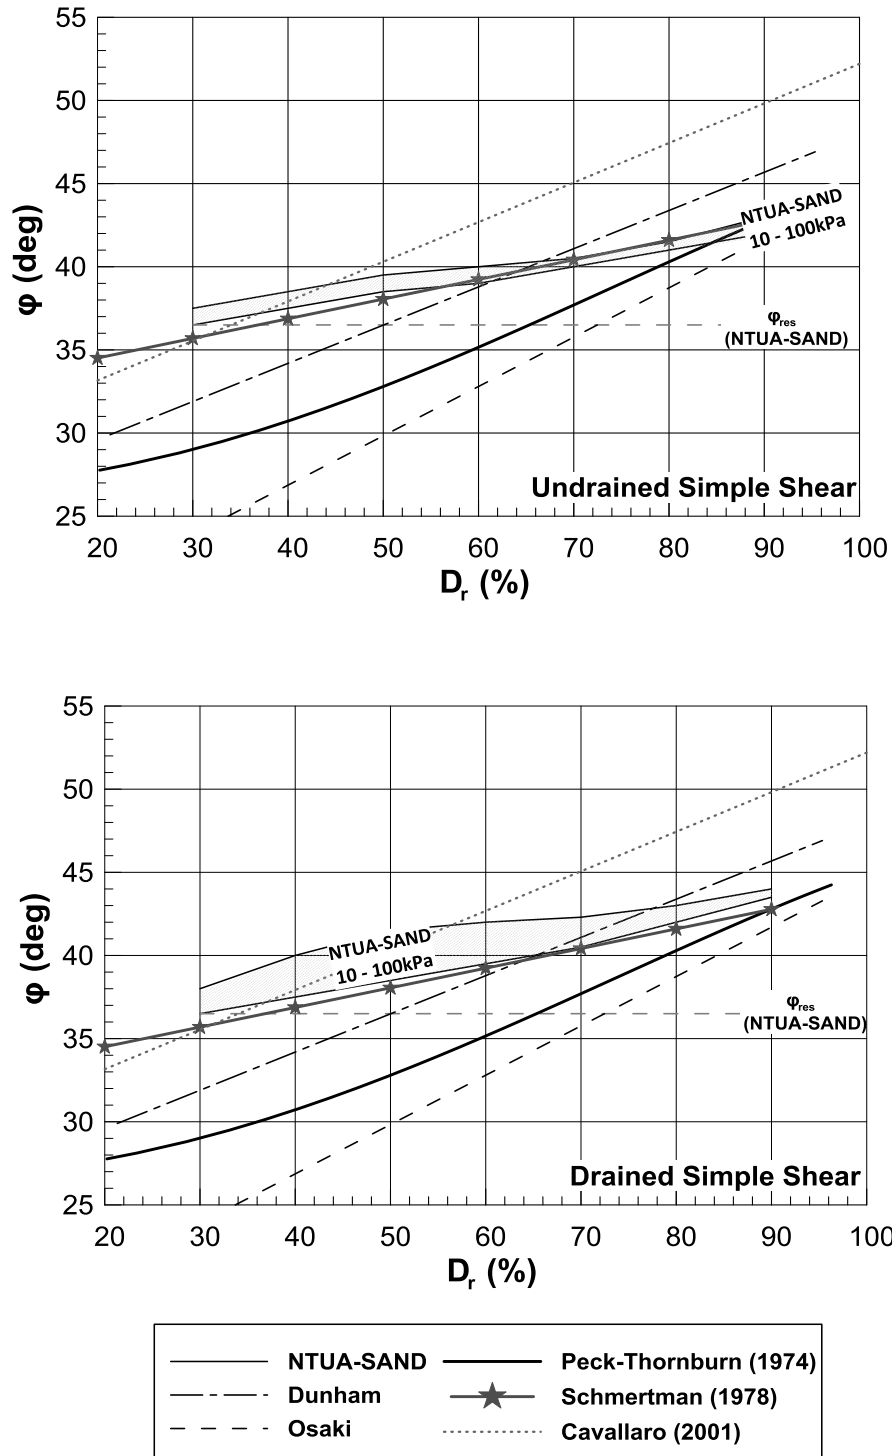 55
50
45
40
35
30
25
φ (deg)
NTUA-SAND
10 - 100kPa
φres
(NTUA-SAND)
Undrained Simple Shear
20 30 40 50 60 70 80 90 100
Dr (%)
55
50
45
40
35
30
25
φ (deg)
NTUA-SAND
10 - 100kPa
φres
(NTUA-SAND)
Drained Simple Shear
20 30 40 50 60 70 80 90 100
Dr (%)
NTUA-SAND Peck-Thornburn (1974)
Dunham Schmertman (1978)
Osaki Cavallaro (2001)